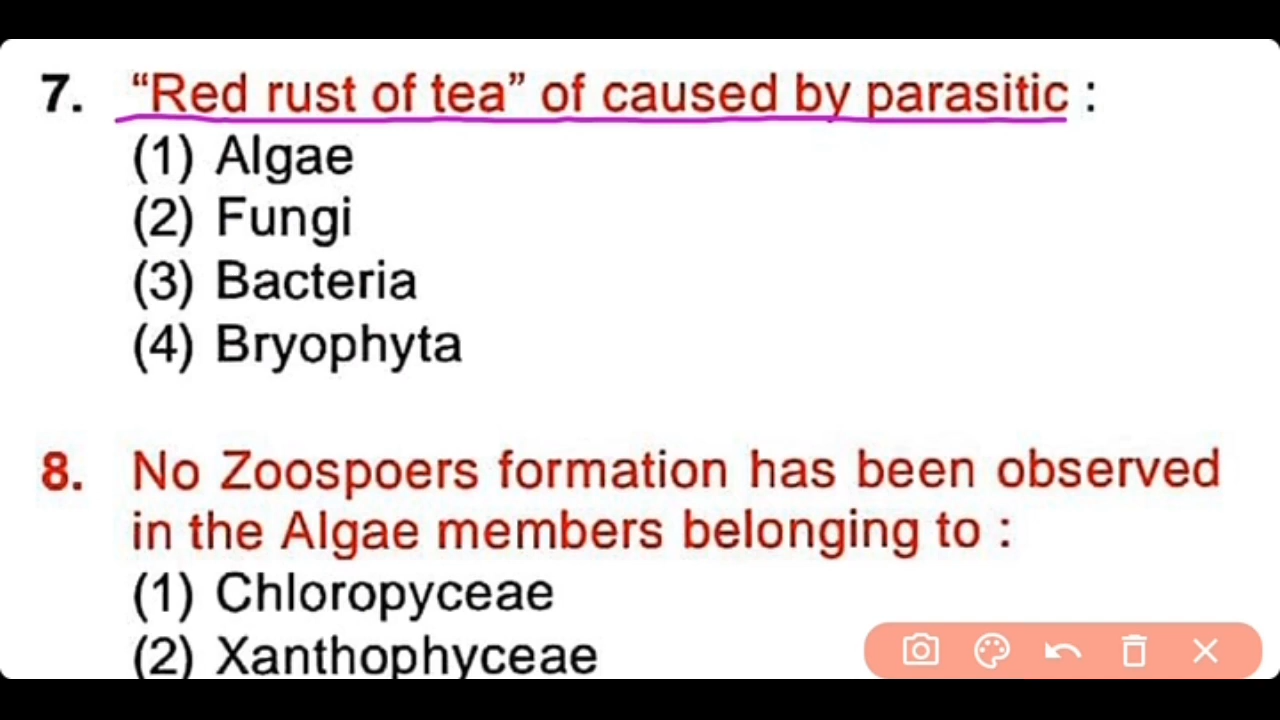 7. “Red rust of tea” of caused by parasitic :
(1) Algae
(2) Fungi
(3) Bacteria
(4) Bryophyta
8. No Zoospoers formation has been observed
in the Algae members belonging to :
(1) Chloropyceae
(2) Xanthophyceae